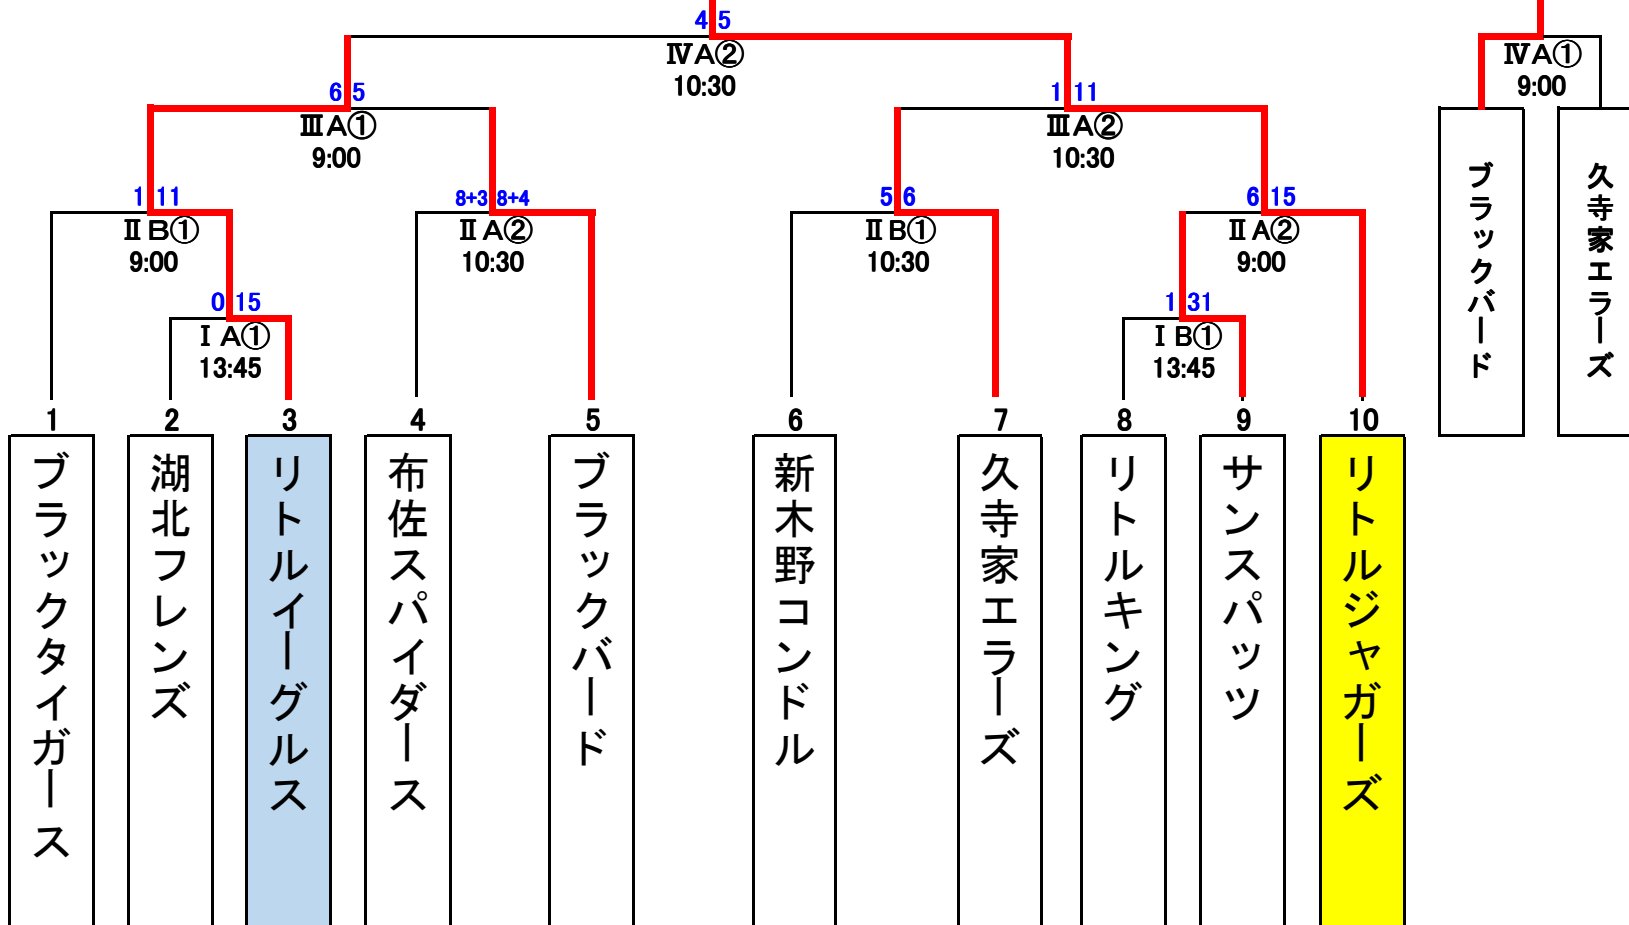 4 5
ⅣA②
10:30
ⅣA①
9:00
6 5
ⅢA①
9:00
1 11
ⅢA②
10:30
1 11
ⅡB①
9:00
8+3 8+4
ⅡA②
10:30
5 6
ⅡB①
10:30
6 15
ⅡA②
9:00
0 15
ⅠA①
13:45
1 31
ⅠB①
13:45
ブラックバード
久寺家エラーズ
1
ブラックタイガース
2
湖北フレンズ
3
リトルイーグルス
4
布佐スパイダース
5
ブラックバード
6
新木野コンドル
7
久寺家エラーズ
8
リトルキング
9
サンスパッツ
10
リトルジャガーズ